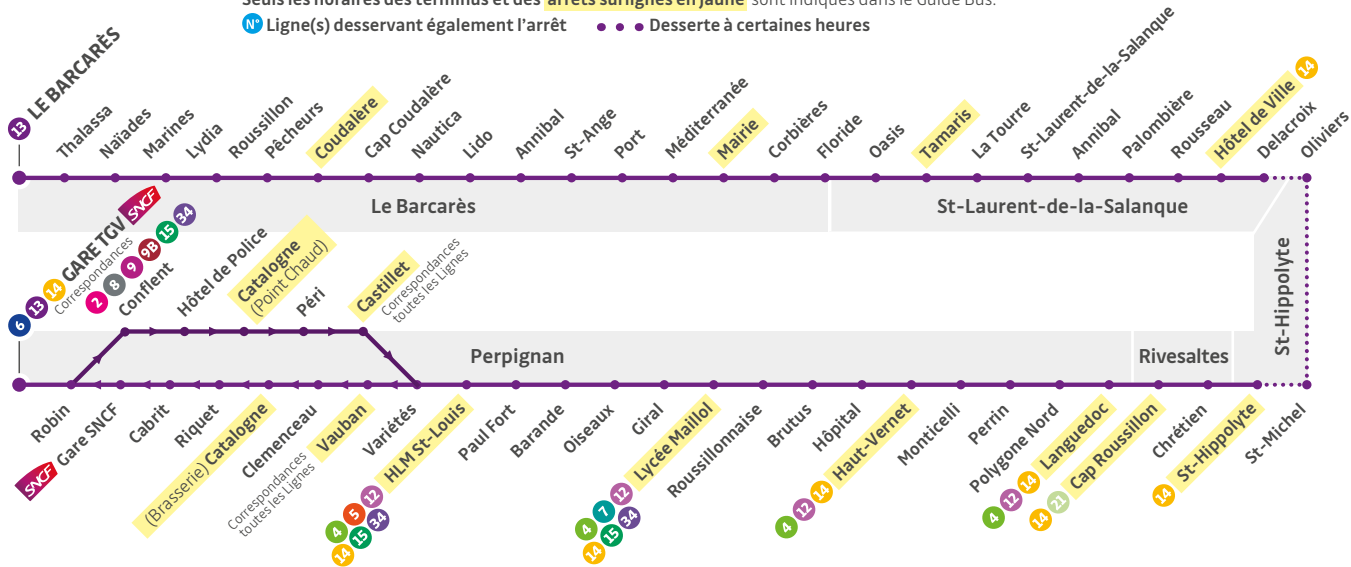 Seuls les horaires des terminus et des arrêts surlignés en jaune sont indiqués dans le Guide Bus.
N° Ligne(s) desservant également l'arrêt
Desserte à certaines heures
13 LE BARCARÈS
Thalassa
Naïades
Marines
Lydia
Roussillon
Pêcheurs
Coudalère
Cap Coudalère
Nautica
Lido
Annibal
St-Ange
Port
Méditerranée
Mairie
Corbières
Floride
Oasis
Tamaris
La Tourre
St-Laurent-de-la-Salanque
Annibal
Palombière
Rousseau
Hôtel de Ville 14
Delacroix
Oliviers
Le Barcarès
St-Laurent-de-la-Salanque
St-Hippolyte
6 13 14 GARE TGV SNCF
Correspondances
2 8 9 9B 15 34
Conflent
Hôtel de Police
Catalogne
(Point Chaud)
Péri
Castillet
Correspondances
toutes les Lignes
Perpignan
Rivesaltes
Robin
SNCF Gare SNCF
Cabrit
Riquet
(Brasserie) Catalogne
Clemenceau
Vauban
Correspondances
toutes les Lignes
Variétés
HLM St-Louis
4 5 12
14 15 34
Paul Fort
Barande
Oiseaux
Giral
Lycée Maillol
4 7 12
14 15 34
Roussillonnaise
Brutus
Hôpital
4 12 14 Haut-Vernet
Monticelli
Perrin
Polygone Nord
4 12 14 Languedoc
14 21 Cap Roussillon
Chrétien
14 St-Hippolyte
St-Michel